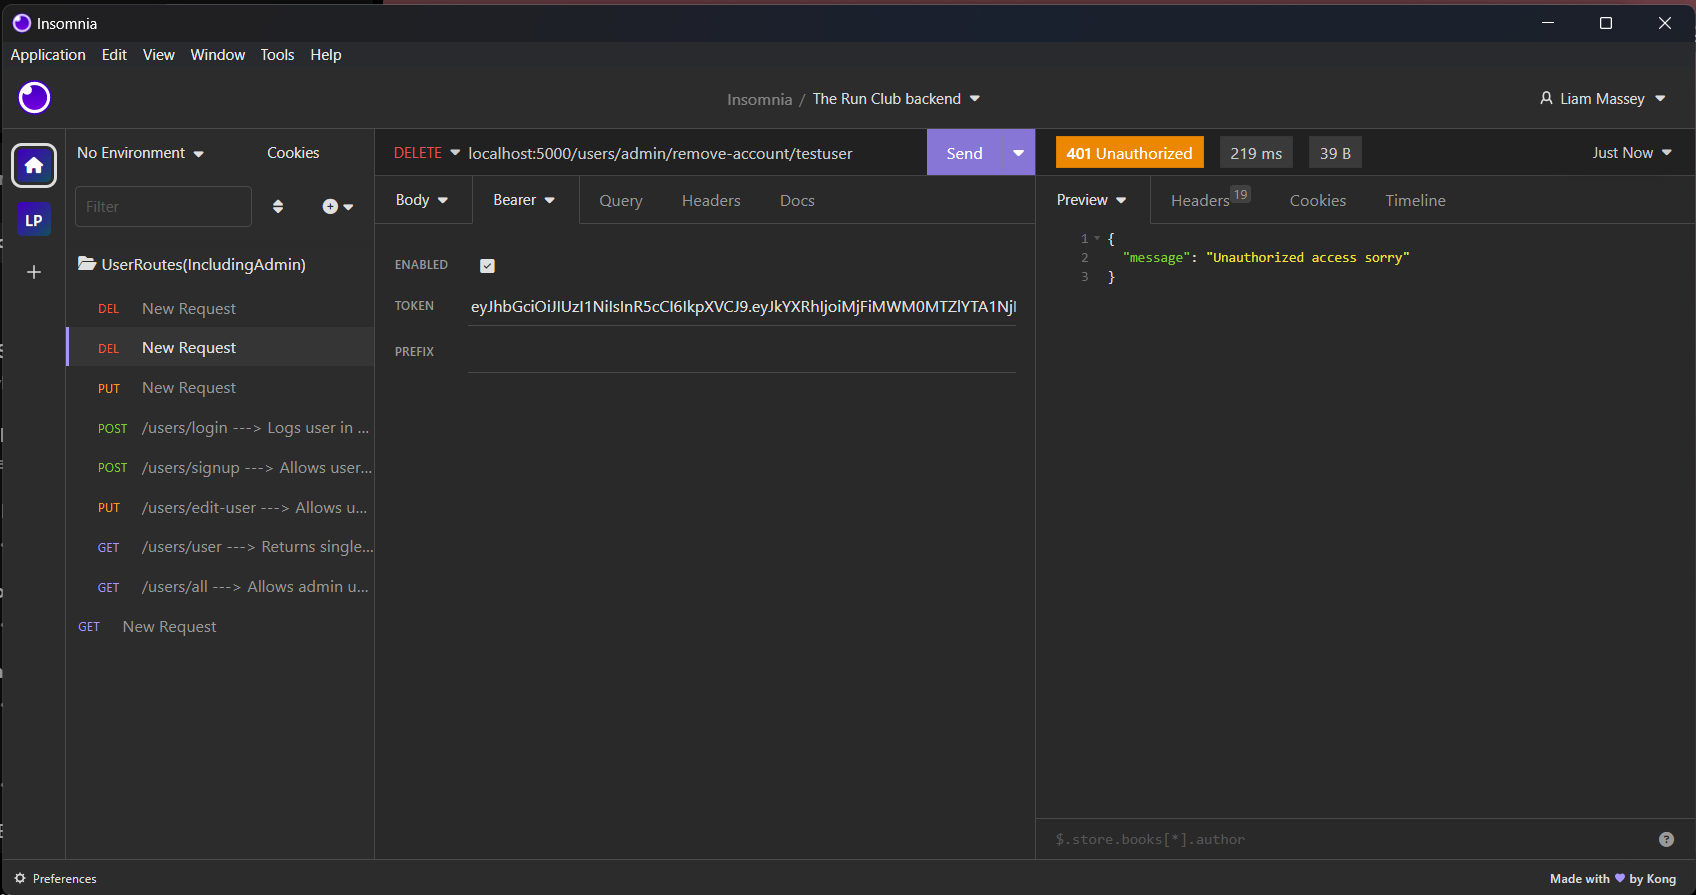 Insomnia
Application Edit View Window Tools Help
Insomnia / The Run Club backend
Liam Massey
No Environment
Cookies
DELETE localhost:5000/users/admin/remove-account/testuser
Send
401 Unauthorized
219 ms
39 B
Just Now
LP
Filter
Body
Bearer
Query
Headers
Docs
Preview
Headers 19
Cookies
Timeline
UserRoutes(IncludingAdmin)
DEL New Request
DEL New Request
PUT New Request
POST /users/login ---> Logs user in ...
POST /users/signup ---> Allows user...
PUT /users/edit-user ---> Allows u...
GET /users/user ---> Returns single...
GET /users/all ---> Allows admin u...
GET New Request
ENABLED
TOKEN eyJhbGciOiJIUzI1NiIsInR5cCI6IkpXVCJ9.eyJkYXRhIjoiMjFiMWM0MTZlYTA1Njl
PREFIX
1 {
2 "message": "Unauthorized access sorry"
3 }
$.store.books[*].author
?
Preferences
Made with by Kong